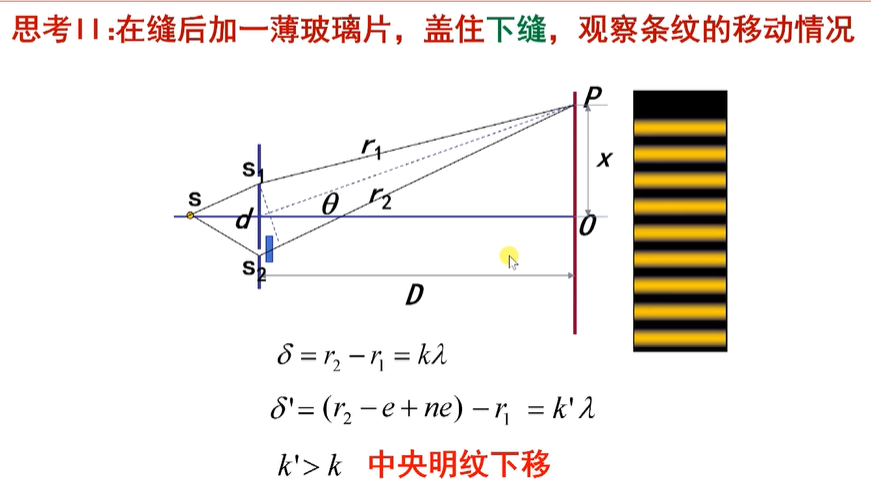 思考11:在缝后加一薄玻璃片，盖住下缝，观察条纹的移动情况
P
r₁
s₁
x
s
θ
r₂
d
O
s₂
D
δ = r₂ − r₁ = kλ
δ'= (r₂ − e + ne) − r₁ = k'λ
k'> k 中央明纹下移